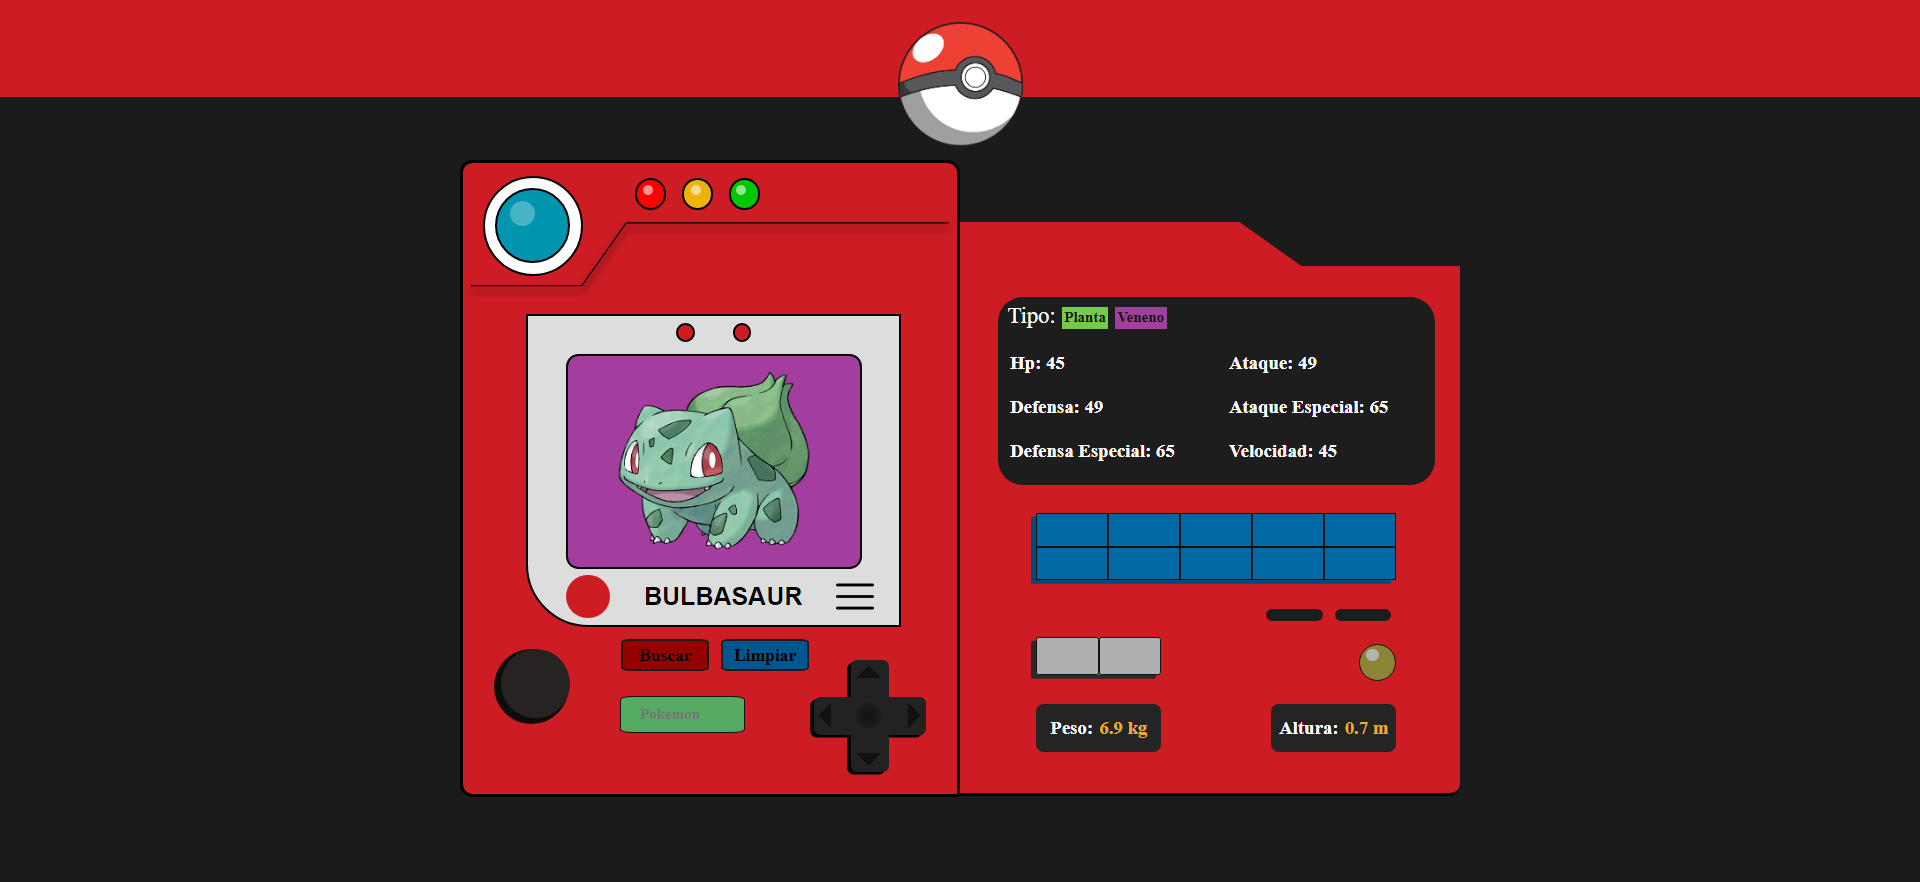 BULBASAUR
Buscar
Limpiar
Pokemon
Tipo: Planta Veneno
Hp: 45
Ataque: 49
Defensa: 49
Ataque Especial: 65
Defensa Especial: 65
Velocidad: 45
Peso: 6.9 kg
Altura: 0.7 m